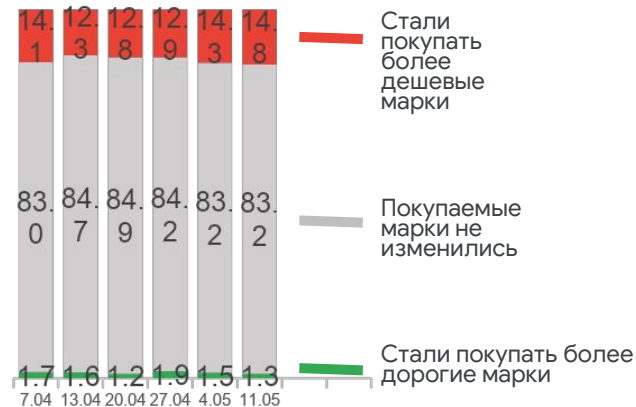 14.1 12.3 12.8 12.9 14.3 14.8
Стали
покупать
более
дешевые
марки
83.0 84.7 84.9 84.2 83.2 83.2
Покупаемые
марки не
изменились
1.7 1.6 1.2 1.9 1.5 1.3
Стали покупать более
дорогие марки
7.04 13.04 20.04 27.04 4.05 11.05